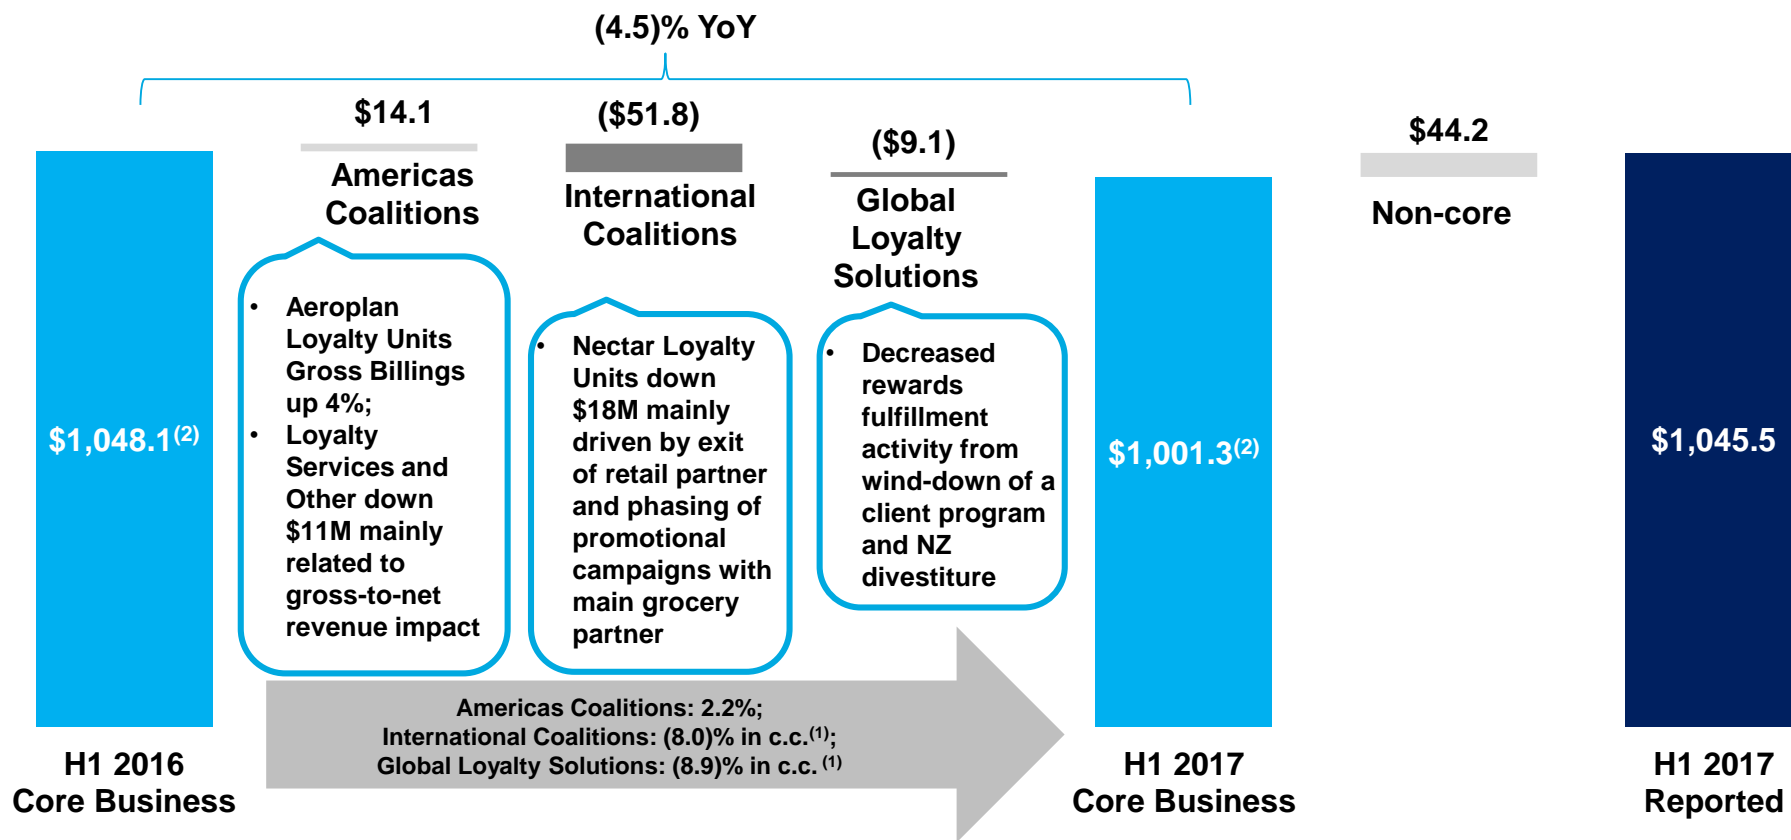 (4.5)% YoY
$14.1
Americas
Coalitions
($51.8)
International
Coalitions
($9.1)
Global
Loyalty
Solutions
$44.2
Non-core
• Aeroplan
Loyalty Units
Gross Billings
up 4%;
• Loyalty
Services and
Other down
$11M mainly
related to
gross-to-net
revenue impact
• Nectar Loyalty
Units down
$18M mainly
driven by exit
of retail partner
and phasing of
promotional
campaigns with
main grocery
partner
• Decreased
rewards
fulfillment
activity from
wind-down of a
client program
and NZ
divestiture
$1,048.1(2)
$1,001.3(2)
$1,045.5
Americas Coalitions: 2.2%;
International Coalitions: (8.0)% in c.c.(1);
Global Loyalty Solutions: (8.9)% in c.c. (1)
H1 2016
Core Business
H1 2017
Core Business
H1 2017
Reported